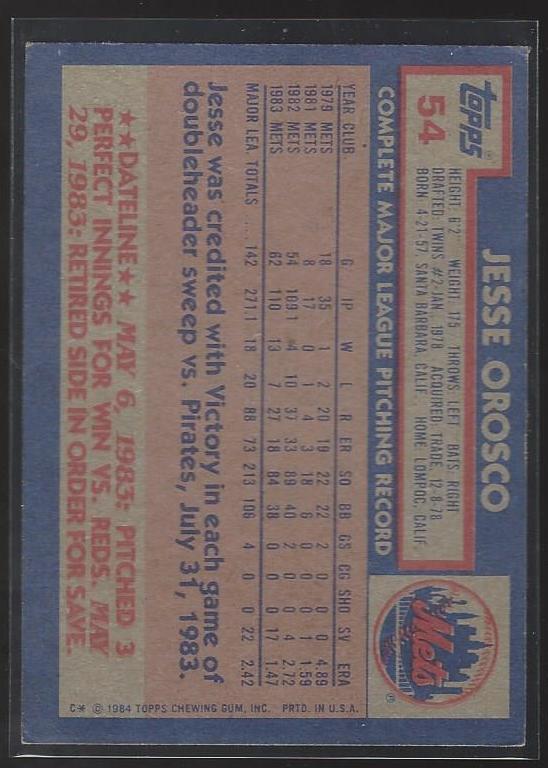 topps®
54
JESSE OROSCO
HEIGHT: 6'2" WEIGHT: 175 THROWS: LEFT BATS: RIGHT
DRAFTED: TWINS #2-JAN. 1978 ACQUIRED: TRADE, 12-8-78
BORN: 4-21-57, SANTA BARBARA, CALIF. HOME: LOMPOC, CALIF.
Mets
COMPLETE MAJOR LEAGUE PITCHING RECORD
YEAR CLUB G IP W L R ER SO BB GS CG SHO SV ERA
1979 METS 18 35 1 2 20 19 22 22 2 0 0 0 4.89
1981 METS 8 17 0 1 4 3 18 6 0 0 0 1 1.59
1982 METS 54 109.1 4 10 37 33 89 40 2 0 0 4 2.72
1983 METS 62 110 13 7 27 18 84 38 0 0 0 17 1.47
MAJOR LEA TOTALS .... 142 271.1 18 20 88 73 213 106 4 0 0 22 2.42
Jesse was credited with Victory in each game of
doubleheader sweep vs. Pirates, July 31, 1983.
★★DATELINE★★ MAY 6, 1983: PITCHED 3
PERFECT INNINGS FOR WIN VS. REDS. MAY
29, 1983: RETIRED SIDE IN ORDER FOR SAVE.
C* © 1984 TOPPS CHEWING GUM, INC. PRTD. IN U.S.A.